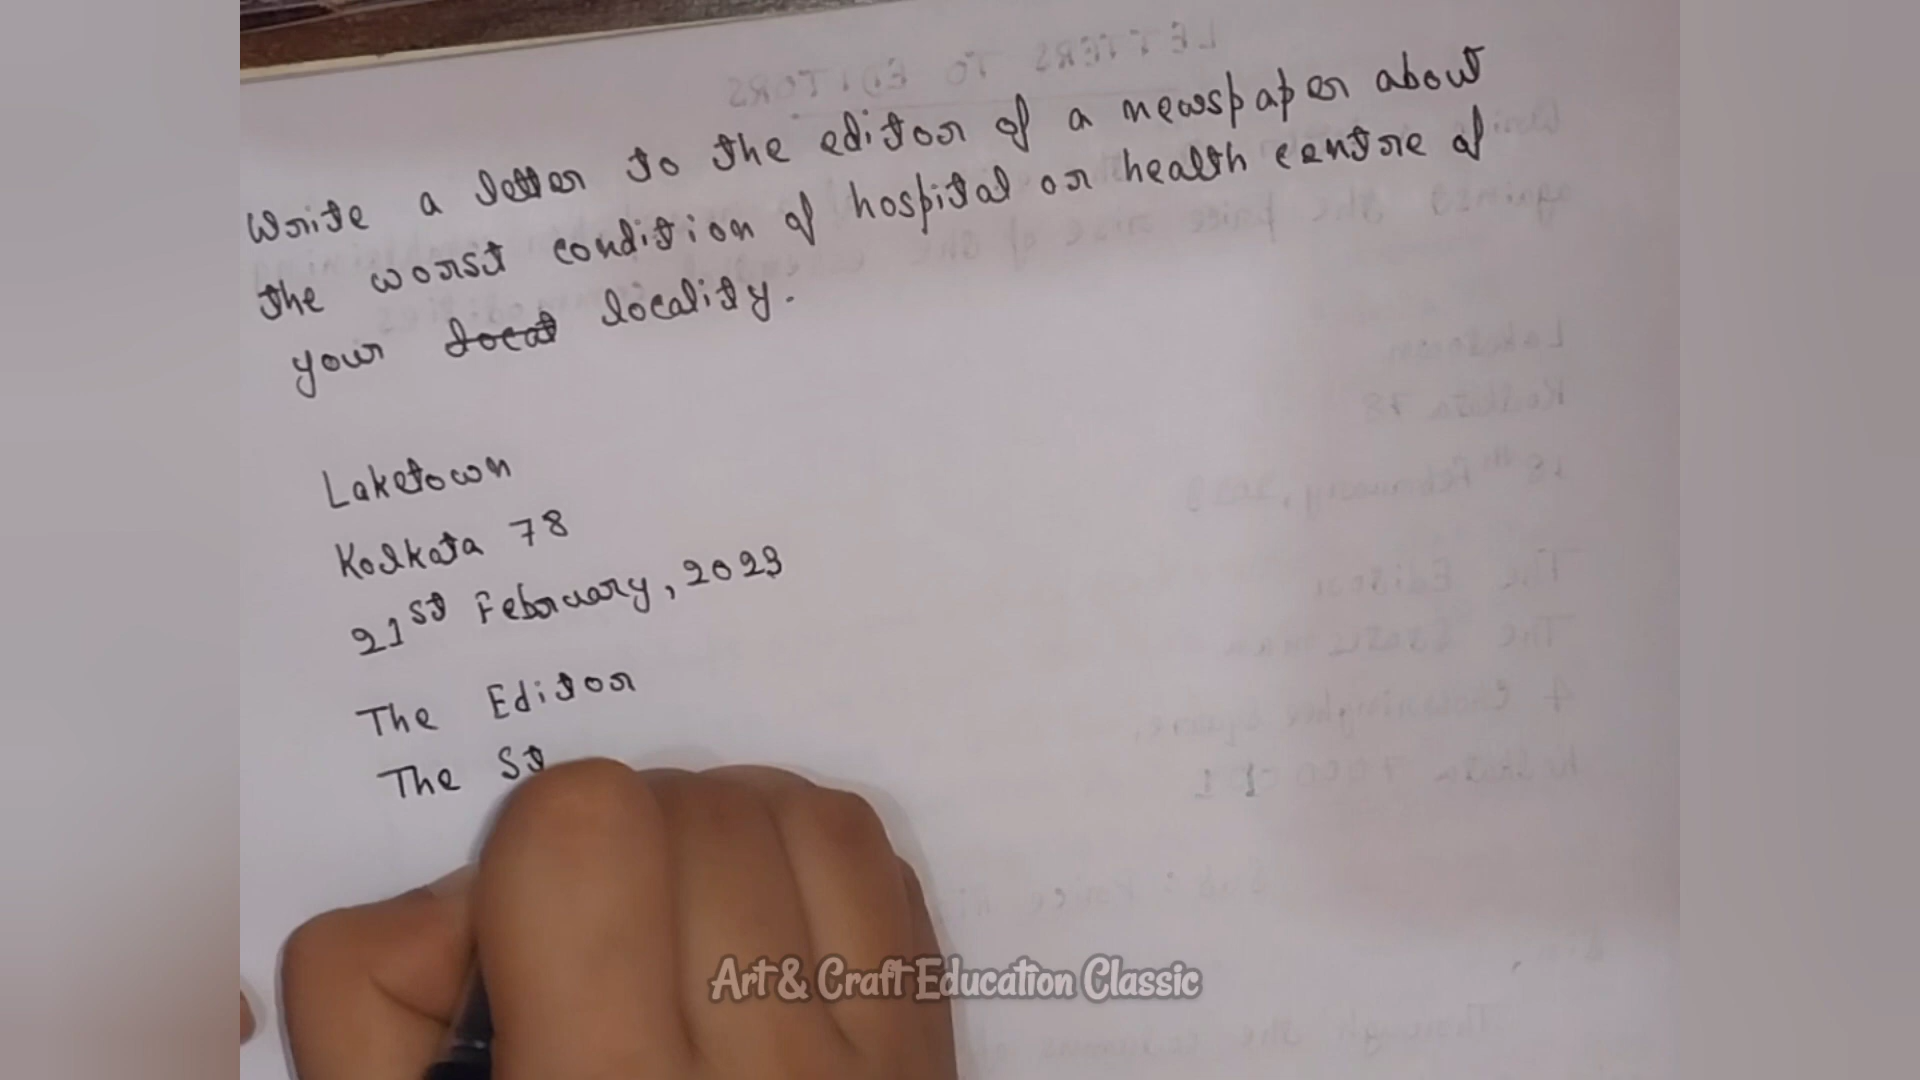 Write a letter to the editor of a newspaper about
the worst condition of hospital or health centre of
your locality.
Laketown
Kolkata 78
21st February, 2023
The Editor
The St
Art & Craft Education Classic